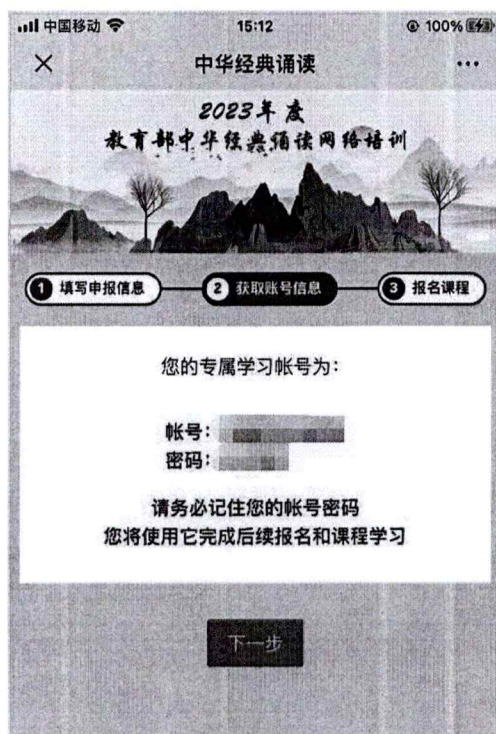 中国移动 15:12 100%
中华经典诵读
2023年度
教育部中华经典诵读网络培训
1 填写申报信息 2 获取账号信息 3 报名课程
您的专属学习帐号为：
帐号：
密码：
请务必记住您的帐号密码
您将使用它完成后续报名和课程学习
下一步